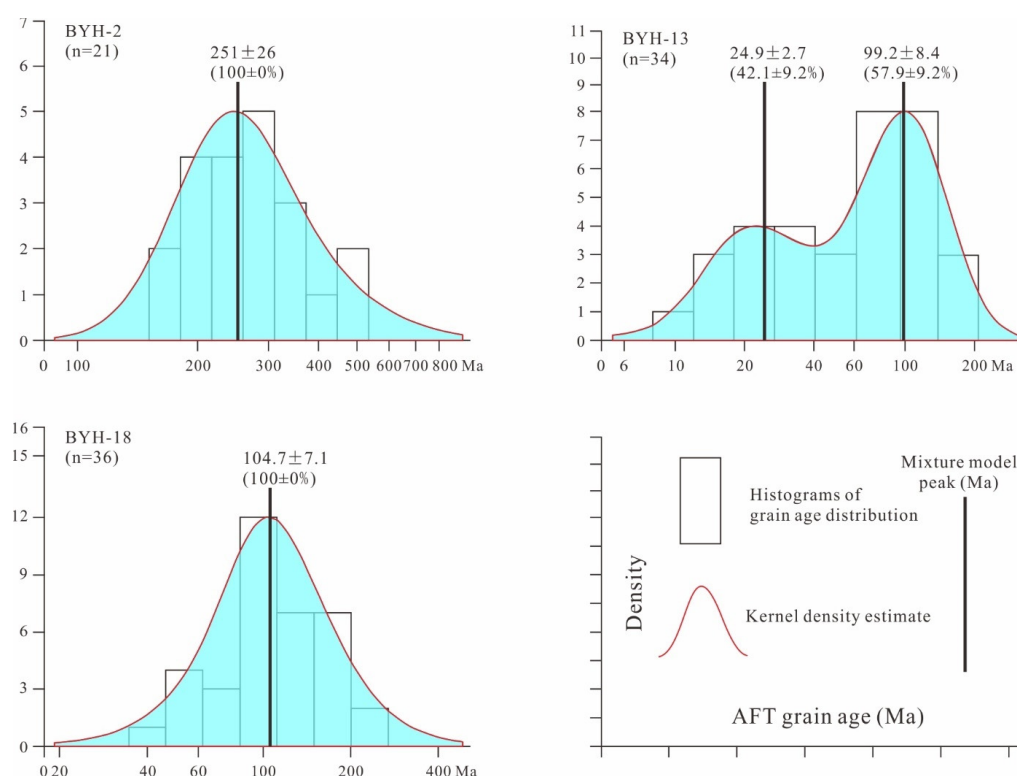 7
6
5
4
3
2
1
0
BYH-2
(n=21)
251±26
(100±0%)
0 100 200 300 400 500 600 700 800 Ma
11
10
9
8
7
6
5
4
3
2
1
0
BYH-13
(n=34)
24.9±2.7
(42.1±9.2%)
99.2±8.4
(57.9±9.2%)
0 6 10 20 40 60 100 200 Ma
16
15
12
9
6
3
0
BYH-18
(n=36)
104.7±7.1
(100±0%)
0 20 40 60 100 200 400 Ma
Density
Histograms of
grain age distribution
Mixture model
peak (Ma)
Kernel density estimate
AFT grain age (Ma)